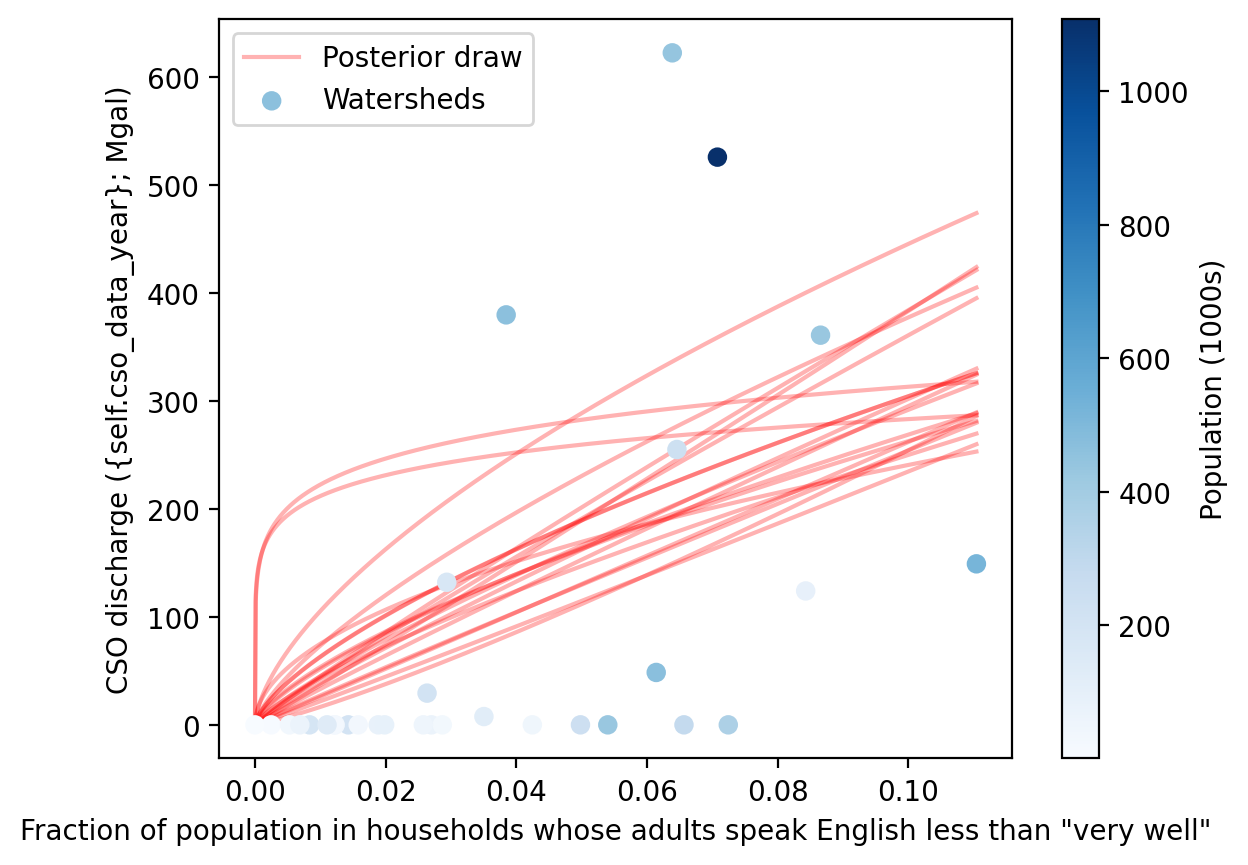 Posterior draw
Watersheds
CSO discharge ({self.cso_data_year}; Mgal)
600
500
400
300
200
100
0
0.00 0.02 0.04 0.06 0.08 0.10
Fraction of population in households whose adults speak English less than "very well"
1000
800
600
400
200
Population (1000s)